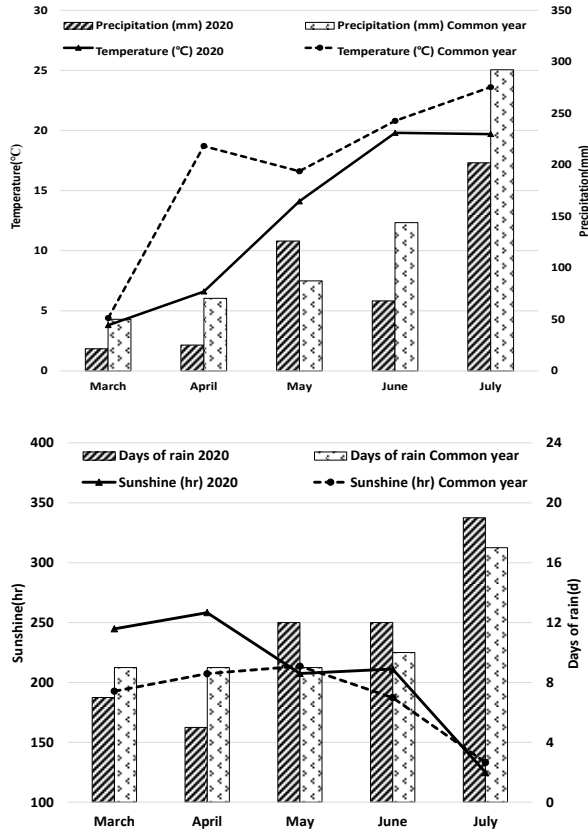 30
25
20
15
10
5
0
Temperature(℃)
Precipitation (mm) 2020
Precipitation (mm) Common year
Temperature (℃) 2020
Temperature (℃) Common year
350
300
250
200
150
100
50
0
Precipitation(mm)
March April May June July
400
350
300
250
200
150
100
Sunshine(hr)
Days of rain 2020
Days of rain Common year
Sunshine (hr) 2020
Sunshine (hr) Common year
24
20
16
12
8
4
0
Days of rain(d)
March April May June July